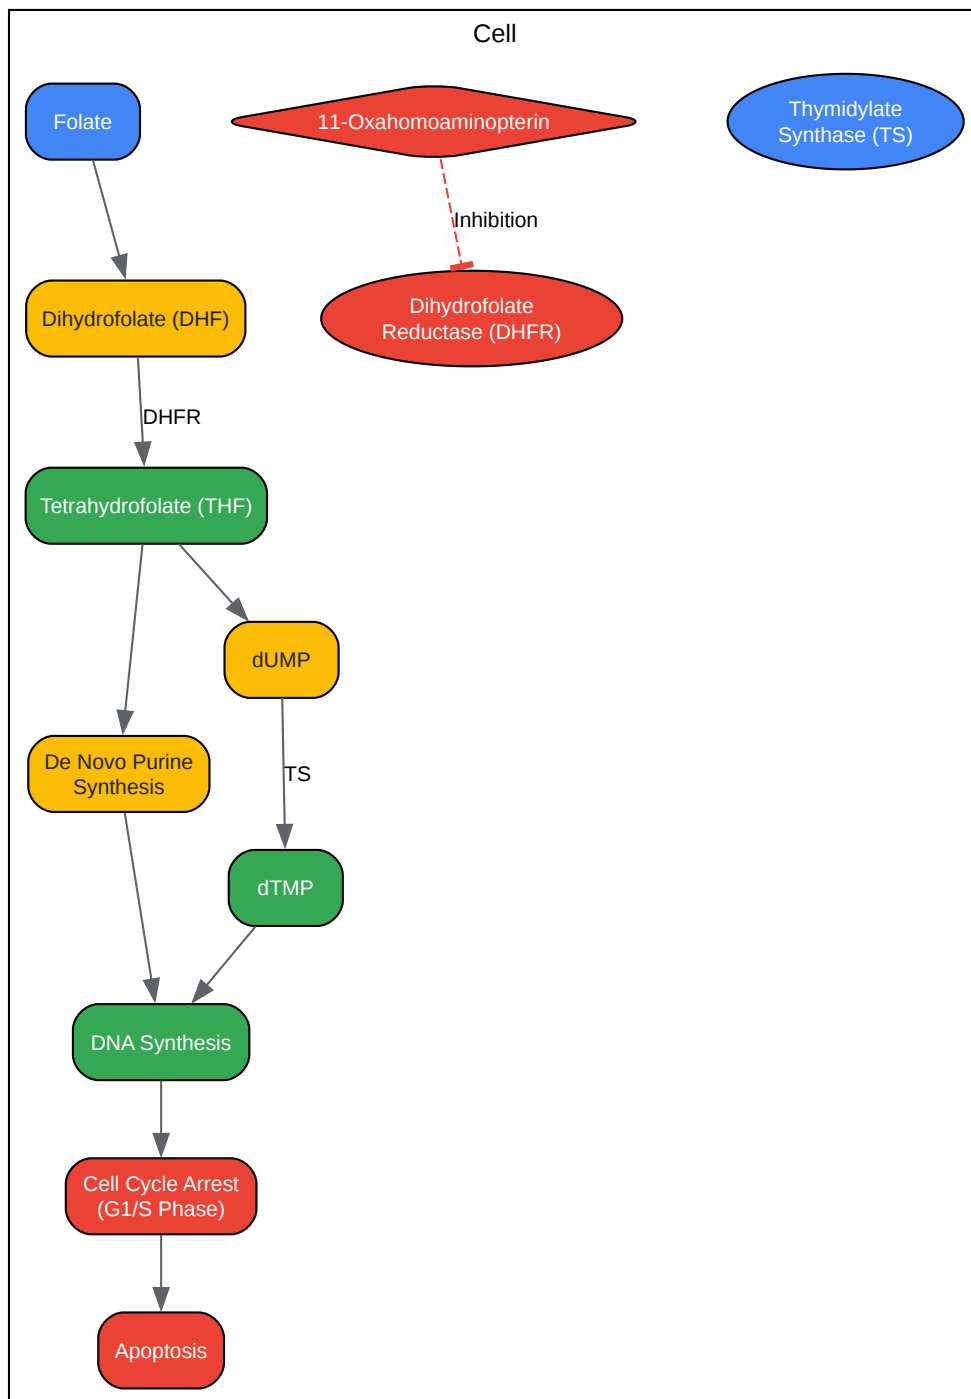 Cell
Folate
11-Oxahomoaminopterin
Thymidylate
Synthase (TS)
Inhibition
Dihydrofolate (DHF)
Dihydrofolate
Reductase (DHFR)
DHFR
Tetrahydrofolate (THF)
dUMP
De Novo Purine
Synthesis
TS
dTMP
DNA Synthesis
Cell Cycle Arrest
(G1/S Phase)
Apoptosis